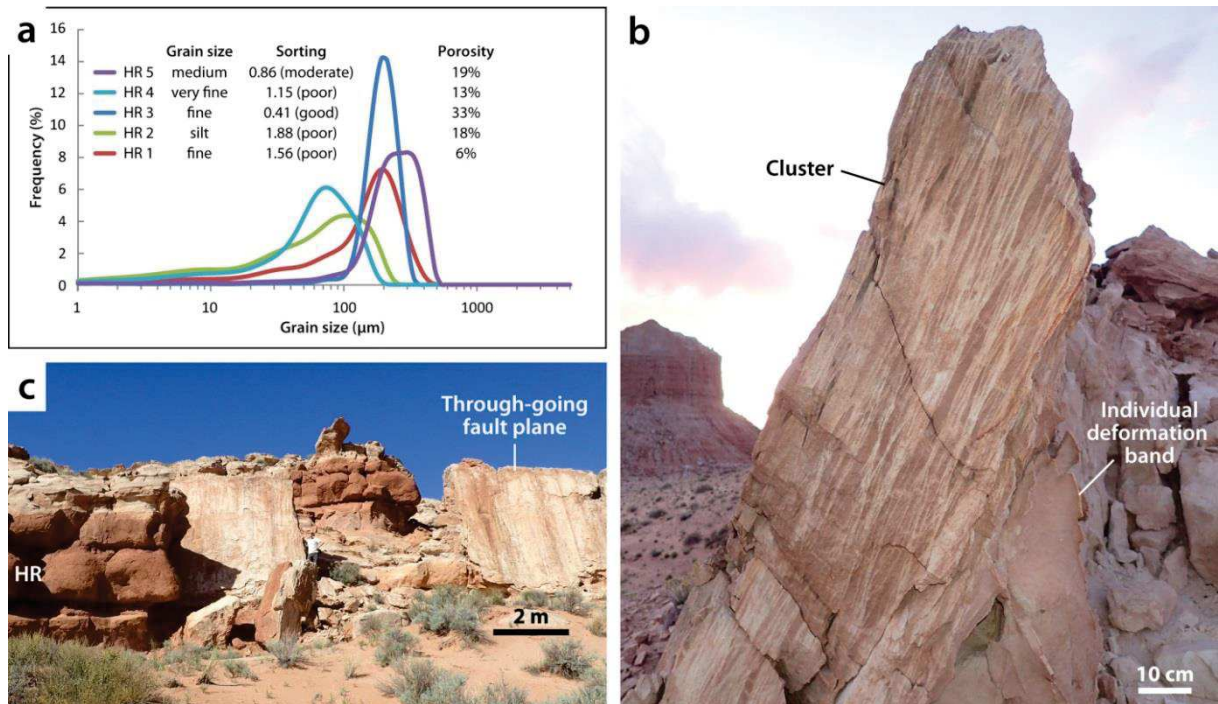 a
Grain size Sorting Porosity
HR 5 medium 0.86 (moderate) 19%
HR 4 very fine 1.15 (poor) 13%
HR 3 fine 0.41 (good) 33%
HR 2 silt 1.88 (poor) 18%
HR 1 fine 1.56 (poor) 6%
Frequency (%)
16
14
12
10
8
6
4
2
0
1 10 100 1000
Grain size (µm)
b
Cluster
Individual
deformation
band
10 cm
c
Through-going
fault plane
HR
2 m